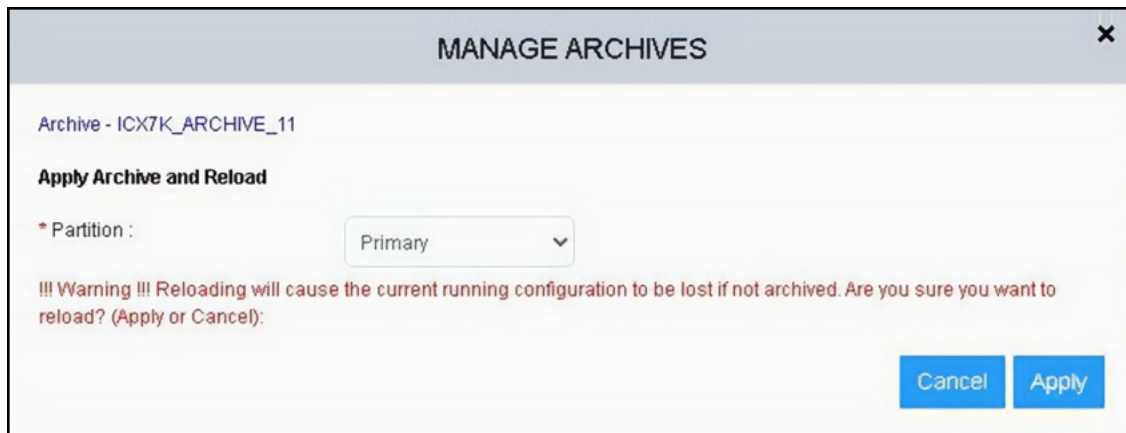 MANAGE ARCHIVES
Archive - ICX7K_ARCHIVE_11
Apply Archive and Reload
* Partition :
Primary
!!! Warning !!! Reloading will cause the current running configuration to be lost if not archived. Are you sure you want to
reload? (Apply or Cancel):
Cancel
Apply